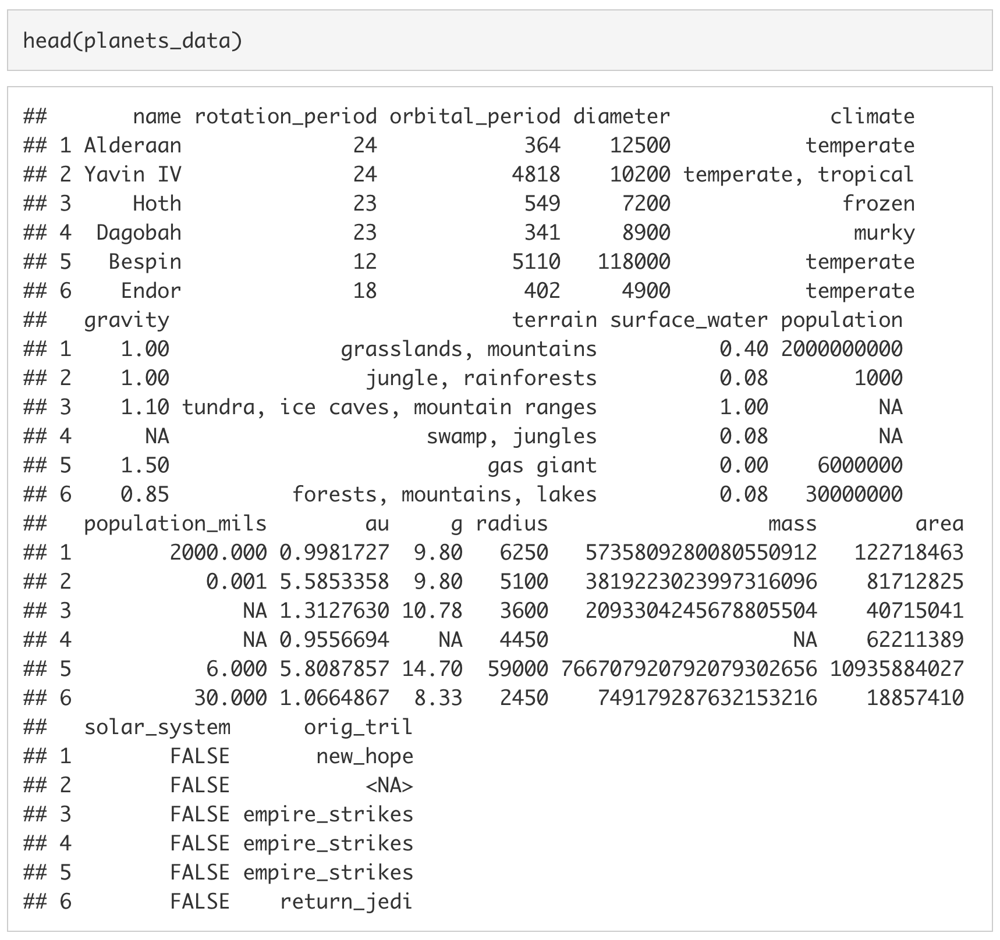 head(planets_data)
##       name rotation_period orbital_period diameter             climate
## 1 Alderaan              24            364    12500           temperate
## 2 Yavin IV              24           4818    10200 temperate, tropical
## 3     Hoth              23            549     7200              frozen
## 4  Dagobah              23            341     8900               murky
## 5   Bespin              12           5110   118000           temperate
## 6    Endor              18            402     4900           temperate
##   gravity                            terrain surface_water population
## 1    1.00              grasslands, mountains          0.40 2000000000
## 2    1.00                jungle, rainforests          0.08       1000
## 3    1.10 tundra, ice caves, mountain ranges          1.00         NA
## 4      NA                     swamp, jungles          0.08         NA
## 5    1.50                          gas giant          0.00    6000000
## 6    0.85          forests, mountains, lakes          0.08   30000000
##   population_mils        au     g radius                  mass        area
## 1        2000.000 0.9981727  9.80   6250   5735809280080550912   122718463
## 2           0.001 5.5853358  9.80   5100   3819223023997316096    81712825
## 3              NA 1.3127630 10.78   3600   2093304245678805504    40715041
## 4              NA 0.9556694    NA   4450                    NA    62211389
## 5           6.000 5.8087857 14.70  59000 766707920792079302656 10935884027
## 6          30.000 1.0664867  8.33   2450    749179287632153216    18857410
##   solar_system      orig_tril
## 1        FALSE       new_hope
## 2        FALSE           <NA>
## 3        FALSE empire_strikes
## 4        FALSE empire_strikes
## 5        FALSE empire_strikes
## 6        FALSE    return_jedi